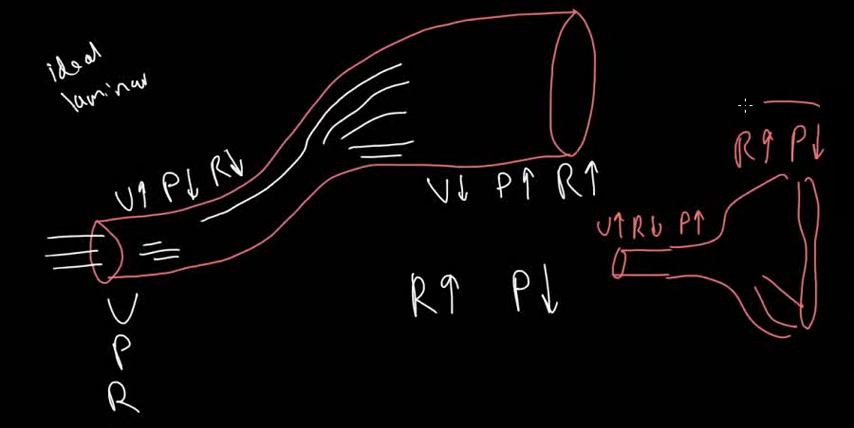 ideal
laminar
V↑ P↓ R↓
V↓ P↑ R↑
V
P
R
R↑ P↓
R↑ P↓
V↑ R↓ P↑